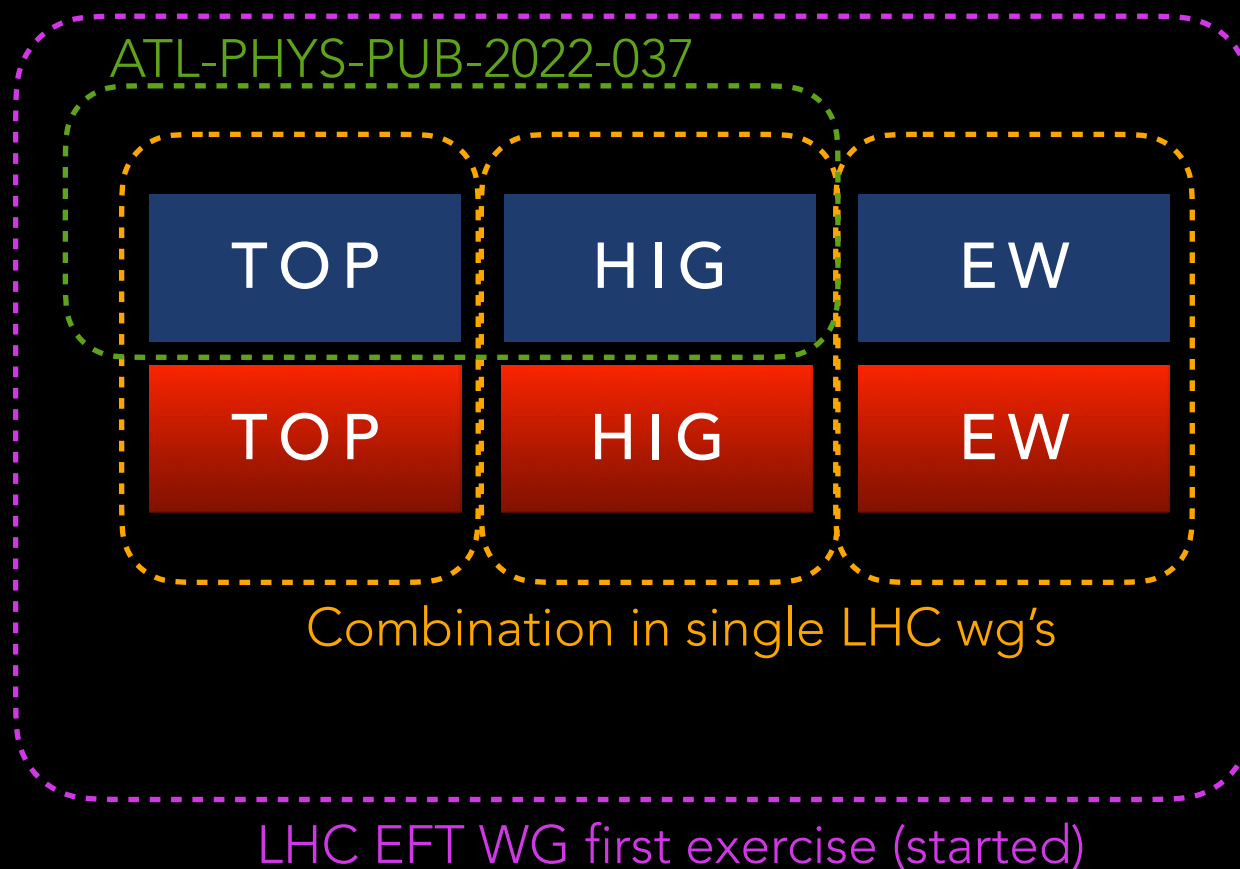 ATL-PHYS-PUB-2022-037
TOP HIG EW
TOP HIG EW
Combination in single LHC wg's
LHC EFT WG first exercise (started)